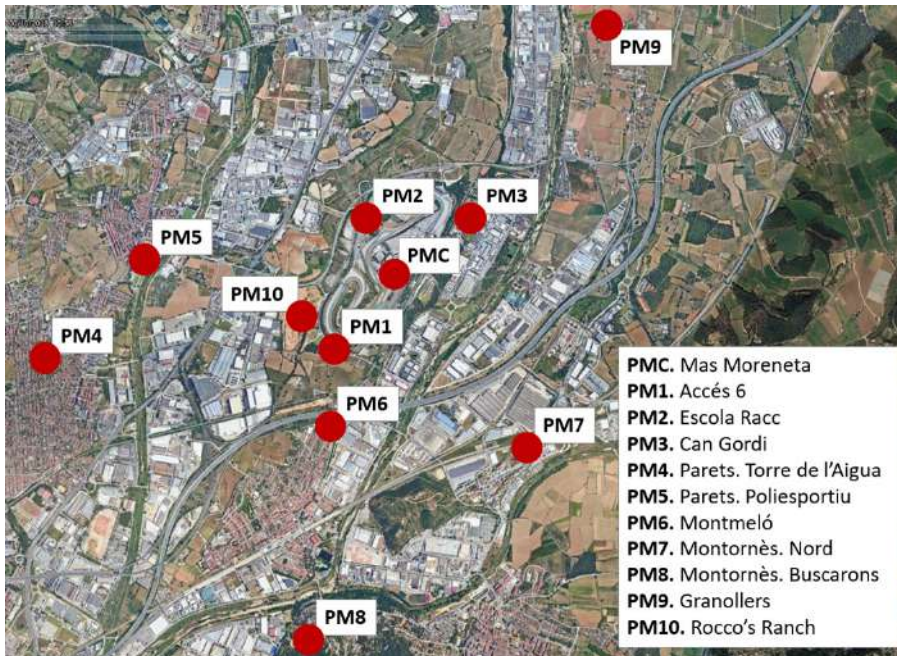 PM9
PM2
PM3
PM5
PMC
PM10
PM1
PM4
PM6
PM7
PM8
PMC. Mas Moreneta
PM1. Accés 6
PM2. Escola Racc
PM3. Can Gordi
PM4. Parets. Torre de l'Aigua
PM5. Parets. Poliesportiu
PM6. Montmeló
PM7. Montornès. Nord
PM8. Montornès. Buscarons
PM9. Granollers
PM10. Rocco's Ranch